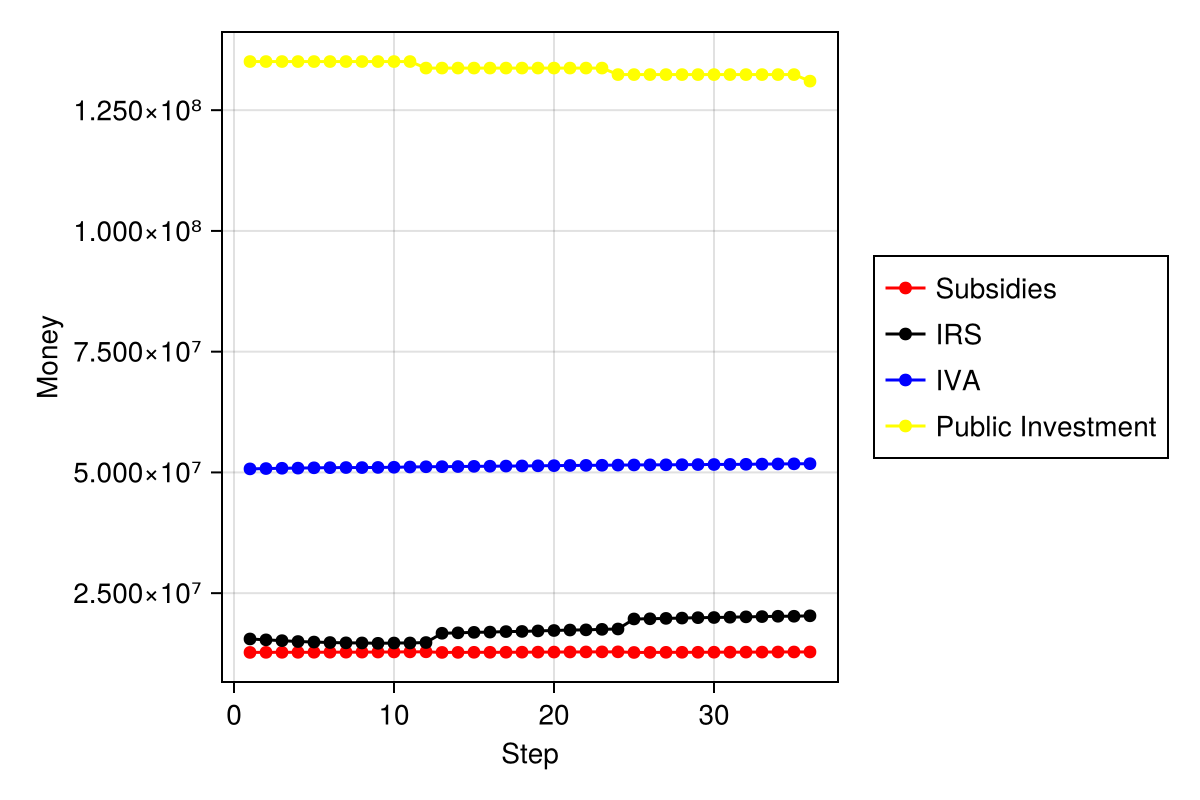 1.250×10⁸
1.000×10⁸
7.500×10⁷
5.000×10⁷
2.500×10⁷
Money
0 10 20 30
Step
Subsidies
IRS
IVA
Public Investment